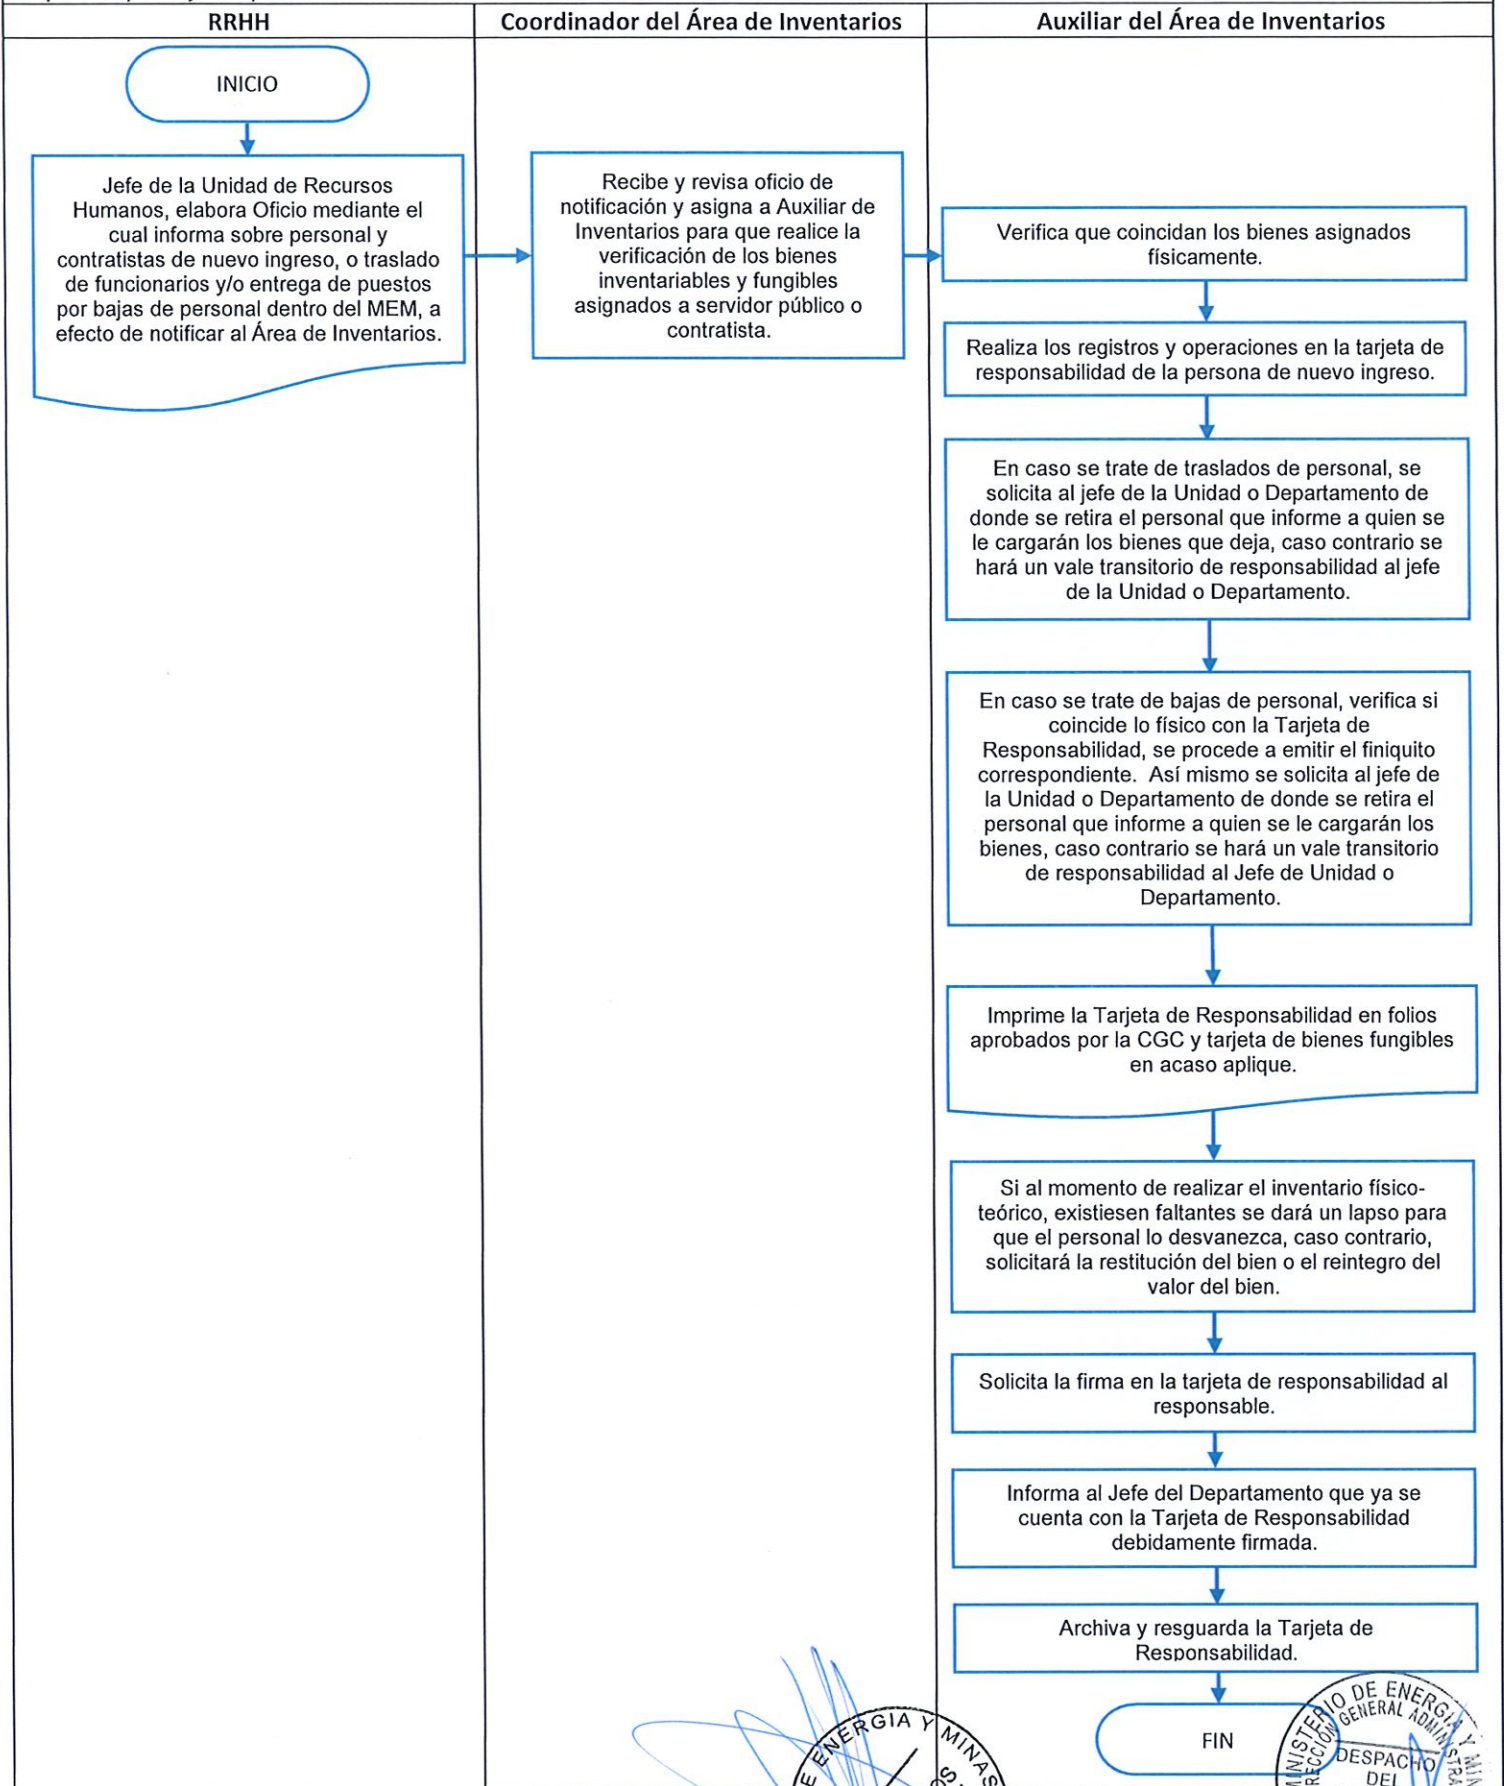 RRHH
Coordinador del Área de Inventarios
Auxiliar del Área de Inventarios
INICIO
Jefe de la Unidad de Recursos
Humanos, elabora Oficio mediante el
cual informa sobre personal y
contratistas de nuevo ingreso, o traslado
de funcionarios y/o entrega de puestos
por bajas de personal dentro del MEM, a
efecto de notificar al Área de Inventarios.
Recibe y revisa oficio de
notificación y asigna a Auxiliar de
Inventarios para que realice la
verificación de los bienes
inventariables y fungibles
asignados a servidor público o
contratista.
Verifica que coincidan los bienes asignados
físicamente.
Realiza los registros y operaciones en la tarjeta de
responsabilidad de la persona de nuevo ingreso.
En caso se trate de traslados de personal, se
solicita al jefe de la Unidad o Departamento de
donde se retira el personal que informe a quien se
le cargarán los bienes que deja, caso contrario se
hará un vale transitorio de responsabilidad al jefe
de la Unidad o Departamento.
En caso se trate de bajas de personal, verifica si
coincide lo físico con la Tarjeta de
Responsabilidad, se procede a emitir el finiquito
correspondiente. Así mismo se solicita al jefe de
la Unidad o Departamento de donde se retira el
personal que informe a quien se le cargarán los
bienes, caso contrario se hará un vale transitorio
de responsabilidad al Jefe de Unidad o
Departamento.
Imprime la Tarjeta de Responsabilidad en folios
aprobados por la CGC y tarjeta de bienes fungibles
en acaso aplique.
Si al momento de realizar el inventario físico-
teórico, existiesen faltantes se dará un lapso para
que el personal lo desvanezca, caso contrario,
solicitará la restitución del bien o el reintegro del
valor del bien.
Solicita la firma en la tarjeta de responsabilidad al
responsable.
Informa al Jefe del Departamento que ya se
cuenta con la Tarjeta de Responsabilidad
debidamente firmada.
Archiva y resguarda la Tarjeta de
Responsabilidad.
FIN
E ENERGIA Y MINAS
MINISTERIO DE ENERGIA Y
GENERAL
DESPACHO
DEL